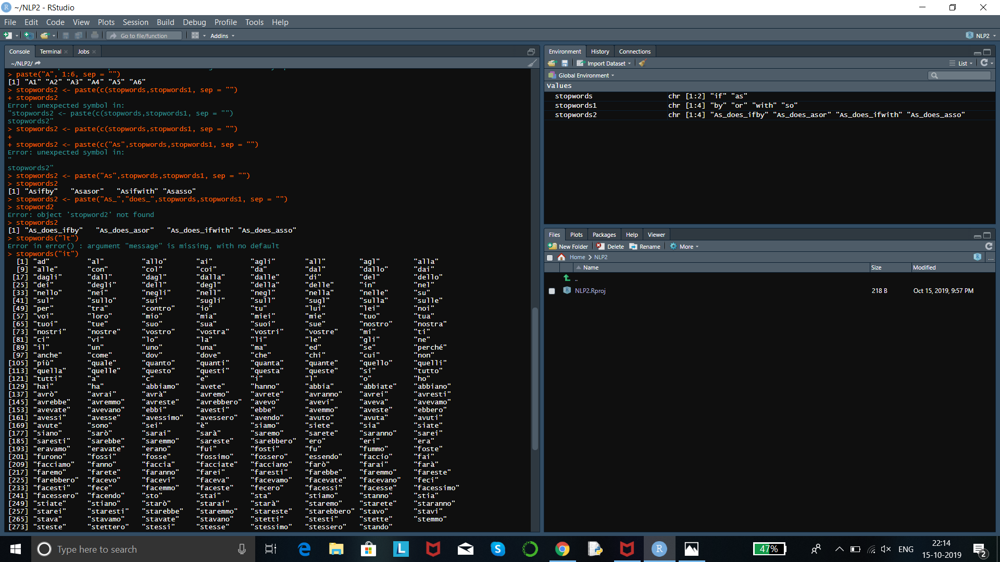 ~/NLP2 - RStudio
File Edit Code View Plots Session Build Debug Profile Tools Help
Go to file/function Addins NLP2
Console Terminal Jobs
~/NLP2/
> paste("A", 1:6, sep = "")
[1] "A1" "A2" "A3" "A4" "A5" "A6"
> stopwords2 <- paste(c(stopwords,stopwords1, sep = "")
+ stopwords2
Error: unexpected symbol in:
"stopwords2 <- paste(c(stopwords,stopwords1, sep = "")
stopwords2"
> stopwords2 <- paste(c(stopwords,stopwords1, sep = "")
+
+ stopwords2 <- paste(c("As",stopwords,stopwords1, sep = "")
Error: unexpected symbol in:
"
stopwords2"
> stopwords2 <- paste("As",stopwords,stopwords1, sep = "")
> stopwords2
[1] "Asifby" "Asasor" "Asifwith" "Asasso"
> stopwords2 <- paste("As_","does_",stopwords,stopwords1, sep = "")
> stopword2
Error: object 'stopword2' not found
> stopwords2
[1] "As_does_ifby" "As_does_asor" "As_does_ifwith" "As_does_asso"
> stopwords("lt")
Error in error() : argument "message" is missing, with no default
> stopwords("it")
[1] "ad" "al" "allo" "ai" "agli" "all" "agl" "alla"
[9] "alle" "con" "col" "coi" "da" "dal" "dallo" "dai"
[17] "dagli" "dall" "dagl" "dalla" "dalle" "di" "del" "dello"
[25] "dei" "degli" "dell" "degl" "della" "delle" "in" "nel"
[33] "nello" "nei" "negli" "nell" "negl" "nella" "nelle" "su"
[41] "sul" "sullo" "sui" "sugli" "sull" "sugl" "sulla" "sulle"
[49] "per" "tra" "contro" "io" "tu" "lui" "lei" "noi"
[57] "voi" "loro" "mio" "mia" "miei" "mie" "tuo" "tua"
[65] "tuoi" "tue" "suo" "sua" "suoi" "sue" "nostro" "nostra"
[73] "nostri" "nostre" "vostro" "vostra" "vostri" "vostre" "mi" "ti"
[81] "ci" "vi" "lo" "la" "li" "le" "gli" "ne"
[89] "il" "un" "uno" "una" "ma" "ed" "se" "perché"
[97] "anche" "come" "dov" "dove" "che" "chi" "cui" "non"
[105] "più" "quale" "quanto" "quanti" "quanta" "quante" "quello" "quelli"
[113] "quella" "quelle" "questo" "questi" "questa" "queste" "si" "tutto"
[121] "tutti" "a" "c" "e" "i" "l" "o" "ho"
[129] "hai" "ha" "abbiamo" "avete" "hanno" "abbia" "abbiate" "abbiano"
[137] "avrò" "avrai" "avrà" "avremo" "avrete" "avranno" "avrei" "avresti"
[145] "avrebbe" "avremmo" "avreste" "avrebbero" "avevo" "avevi" "aveva" "avevamo"
[153] "avevate" "avevano" "ebbi" "avesti" "ebbe" "avemmo" "aveste" "ebbero"
[161] "avessi" "avesse" "avessimo" "avessero" "avendo" "avuto" "avuta" "avuti"
[169] "avute" "sono" "sei" "è" "siamo" "siete" "sia" "siate"
[177] "siano" "sarò" "sarai" "sarà" "saremo" "sarete" "saranno" "sarei"
[185] "saresti" "sarebbe" "saremmo" "sareste" "sarebbero" "ero" "eri" "era"
[193] "eravamo" "eravate" "erano" "fui" "fosti" "fu" "fummo" "foste"
[201] "furono" "fossi" "fosse" "fossimo" "fossero" "essendo" "faccio" "fai"
[209] "facciamo" "fanno" "faccia" "facciate" "facciano" "farò" "farai" "farà"
[217] "faremo" "farete" "faranno" "farei" "faresti" "farebbe" "faremmo" "fareste"
[225] "farebbero" "facevo" "facevi" "faceva" "facevamo" "facevate" "facevano" "feci"
[233] "facesti" "fece" "facemmo" "faceste" "fecero" "facessi" "facesse" "facessimo"
[241] "facessero" "facendo" "sto" "stai" "sta" "stiamo" "stanno" "stia"
[249] "stiate" "stiano" "starò" "starai" "starà" "staremo" "starete" "staranno"
[257] "starei" "staresti" "starebbe" "staremmo" "stareste" "starebbero" "stavo" "stavi"
[265] "stava" "stavamo" "stavate" "stavano" "stetti" "stesti" "stette" "stemmo"
[273] "steste" "stettero" "stessi" "stesse" "stessimo" "stessero" "stando"
Environment History Connections
Import Dataset List
Global Environment
Values
stopwords chr [1:2] "if" "as"
stopwords1 chr [1:4] "by" "or" "with" "so"
stopwords2 chr [1:4] "As_does_ifby" "As_does_asor" "As_does_ifwith" "As_does_asso"
Files Plots Packages Help Viewer
New Folder Delete Rename More
Home NLP2 ...
Name Size Modified
..
NLP2.Rproj 218 B Oct 15, 2019, 9:57 PM
Type here to search
47%
ENG
22:14
15-10-2019
2